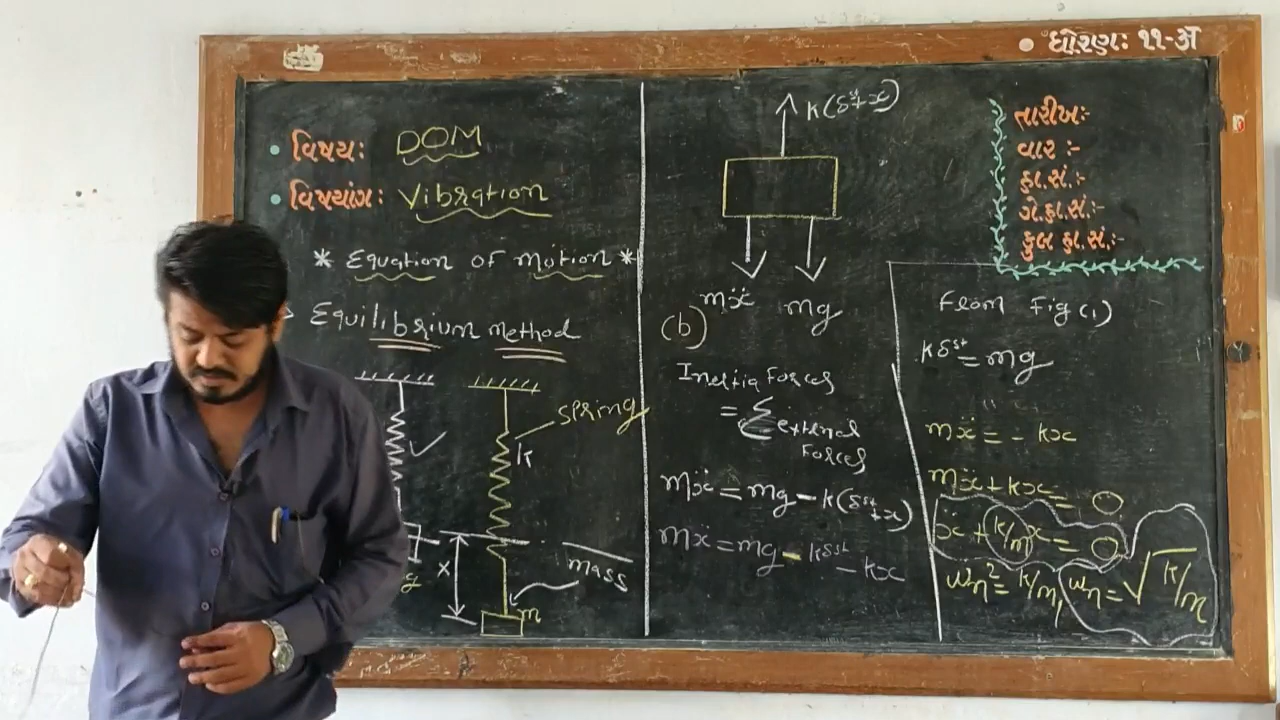 ધોરણઃ ૧૧-અ
• વિષયઃ DOM
• વિષયાંગઃ Vibration
* Equation of Motion *
Equilibrium Method
Spring
k
x
g
m
mass
k(δst+x)
mẍ mg
(b)
Inertia Forces
= Σ external
Forces
mẍ = mg - k(δst+x)
mẍ = mg - kδst - kx
તારીખઃ-
વાર :-
ફા.સં.:-
ગે.ફા.સં.:-
કુલ ફા.સં.:-
From Fig(1)
kδst = mg
mẍ = - kx
mẍ + kx = 0
ẍ + (k/m)x = 0
ωn² = k/m, ωn = √k/m